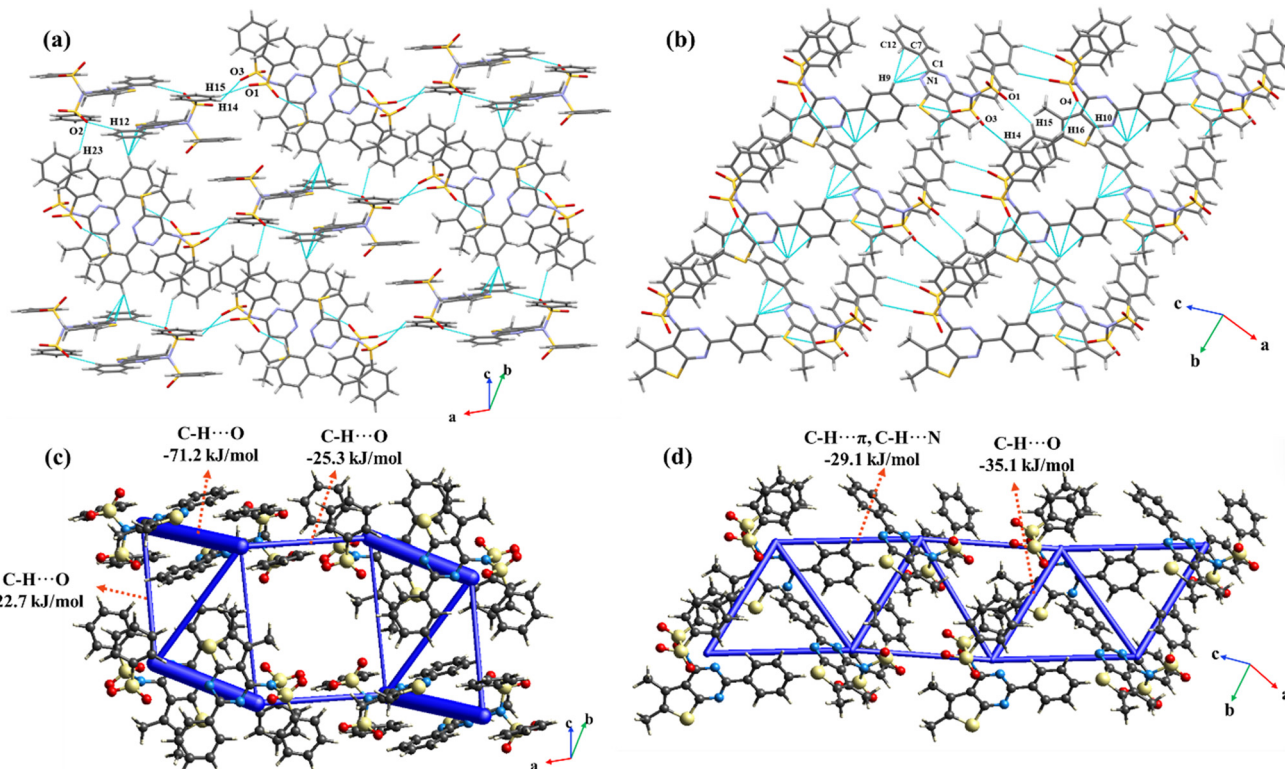 (a)
H15
O3
O1
H14
O2
H12
H23
c
b
a
(b)
C12
C7
C1
H9
N1
O1
O4
O3
H15
H10
H14
H16
c
b
a
(c)
C-H···O
-71.2 kJ/mol
C-H···O
-25.3 kJ/mol
C-H···O
22.7 kJ/mol
c
b
a
(d)
C-H···π, C-H···N
-29.1 kJ/mol
C-H···O
-35.1 kJ/mol
c
b
a